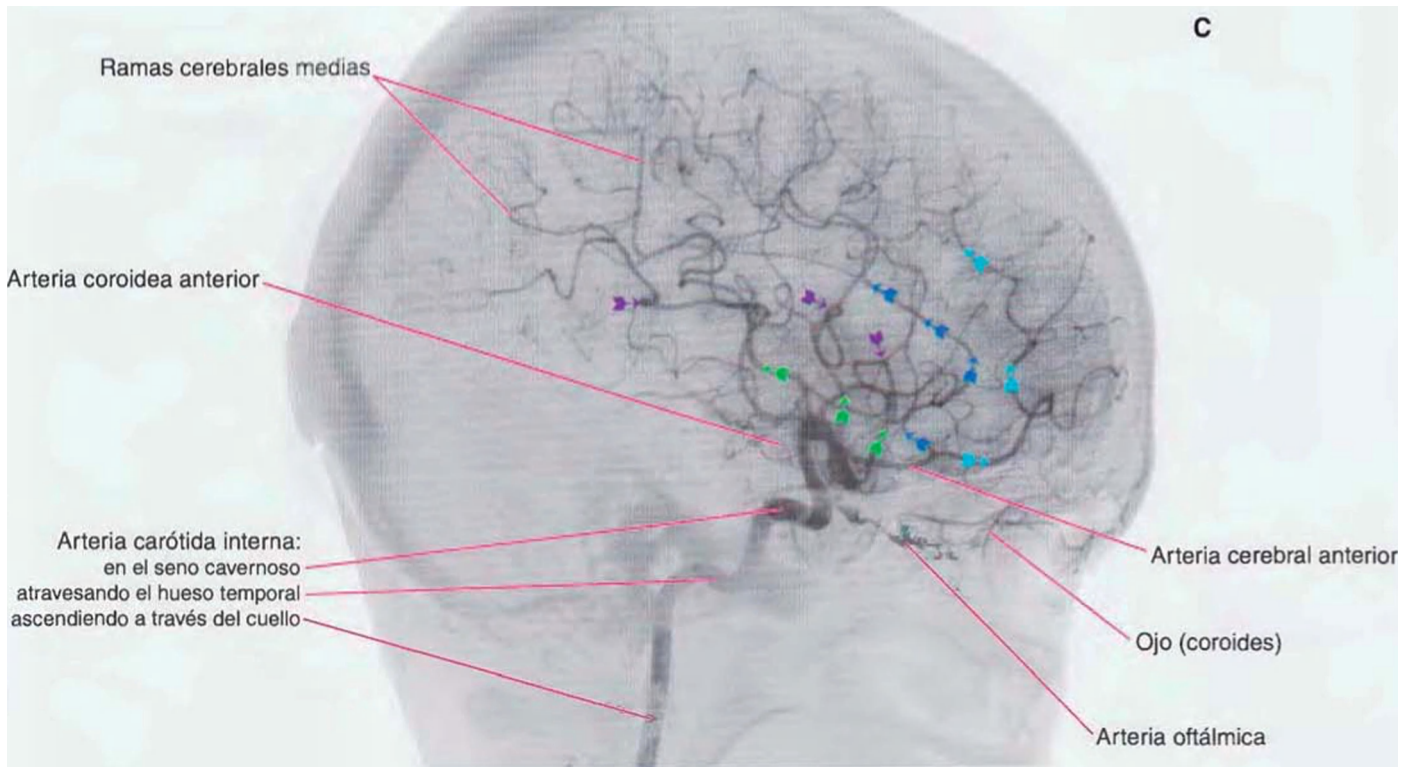 C
Ramas cerebrales medias
Arteria coroidea anterior
Arteria carótida interna:
en el seno cavernoso
atravesando el hueso temporal
ascendiendo a través del cuello
Arteria cerebral anterior
Ojo (coroides)
Arteria oftálmica